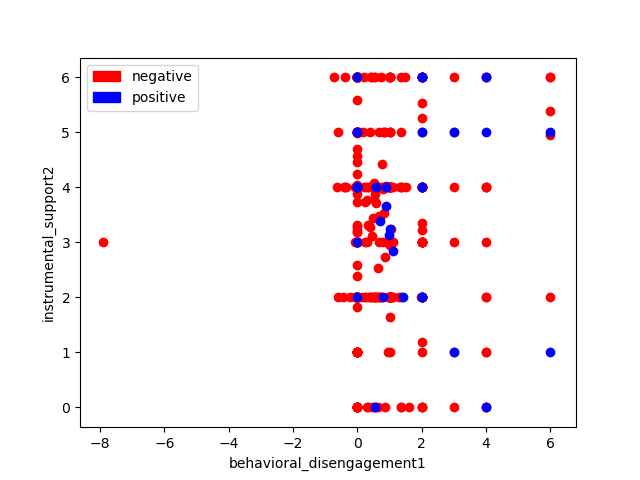 negative
positive
instrumental_support2
6
5
4
3
2
1
0
−8 −6 −4 −2 0 2 4 6
behavioral_disengagement1